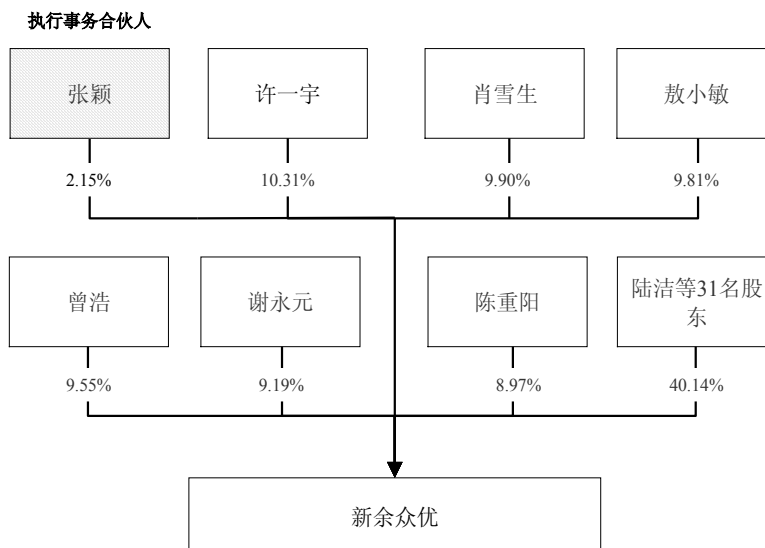 执行事务合伙人
张颖
许一宇
肖雪生
敖小敏
2.15%
10.31%
9.90%
9.81%
曾浩
谢永元
陈重阳
陆洁等31名股
东
9.55%
9.19%
8.97%
40.14%
新余众优